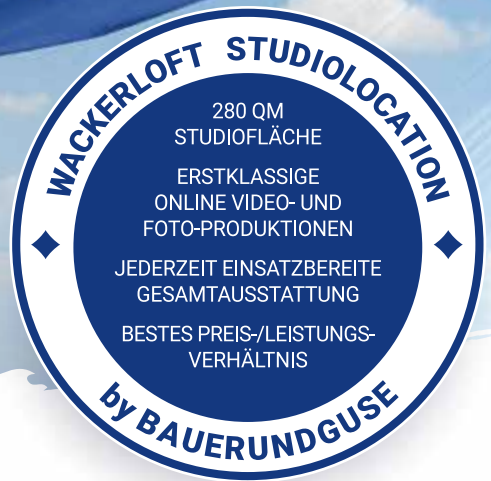 WACKERLOFT STUDIOLOCATION
280 QM
STUDIOFLÄCHE
ERSTKLASSIGE
ONLINE VIDEO- UND
FOTO-PRODUKTIONEN
JEDERZEIT EINSATZBEREITE
GESAMTAUSSTATTUNG
BESTES PREIS-/LEISTUNGS-
VERHÄLTNIS
by BAUERUNDGUSE